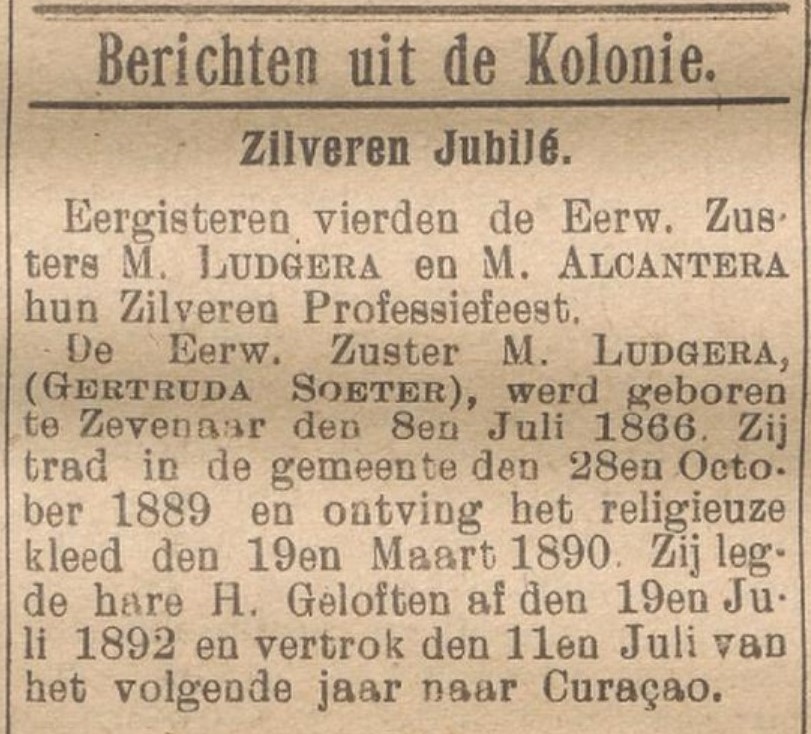 Berichten uit de Kolonie.
Zilveren Jubilé.
Eergisteren vierden de Eerw. Zus-
ters M. LUDGERA en M. ALCANTERA
hun Zilveren Professiefeest.
De Eerw. Zuster M. LUDGERA,
(GERTRUDA SOETER), werd geboren
te Zevenaar den 8en Juli 1866. Zij
trad in de gemeente den 28en Octo-
ber 1889 en ontving het religieuze
kleed den 19en Maart 1890. Zij leg-
de hare H. Geloften af den 19en Ju-
li 1892 en vertrok den 11en Juli van
het volgende jaar naar Curaçao.